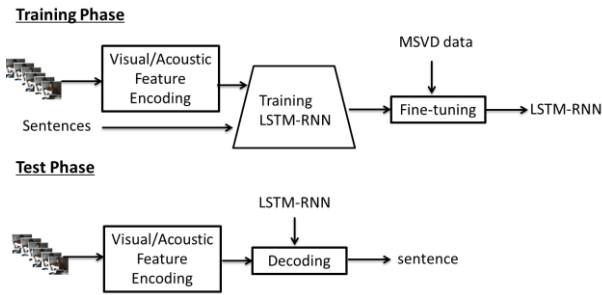 Training Phase
MSVD data
Visual/Acoustic
Feature
Encoding
Training
LSTM-RNN
Fine-tuning
LSTM-RNN
Sentences
Test Phase
LSTM-RNN
Visual/Acoustic
Feature
Encoding
Decoding
sentence